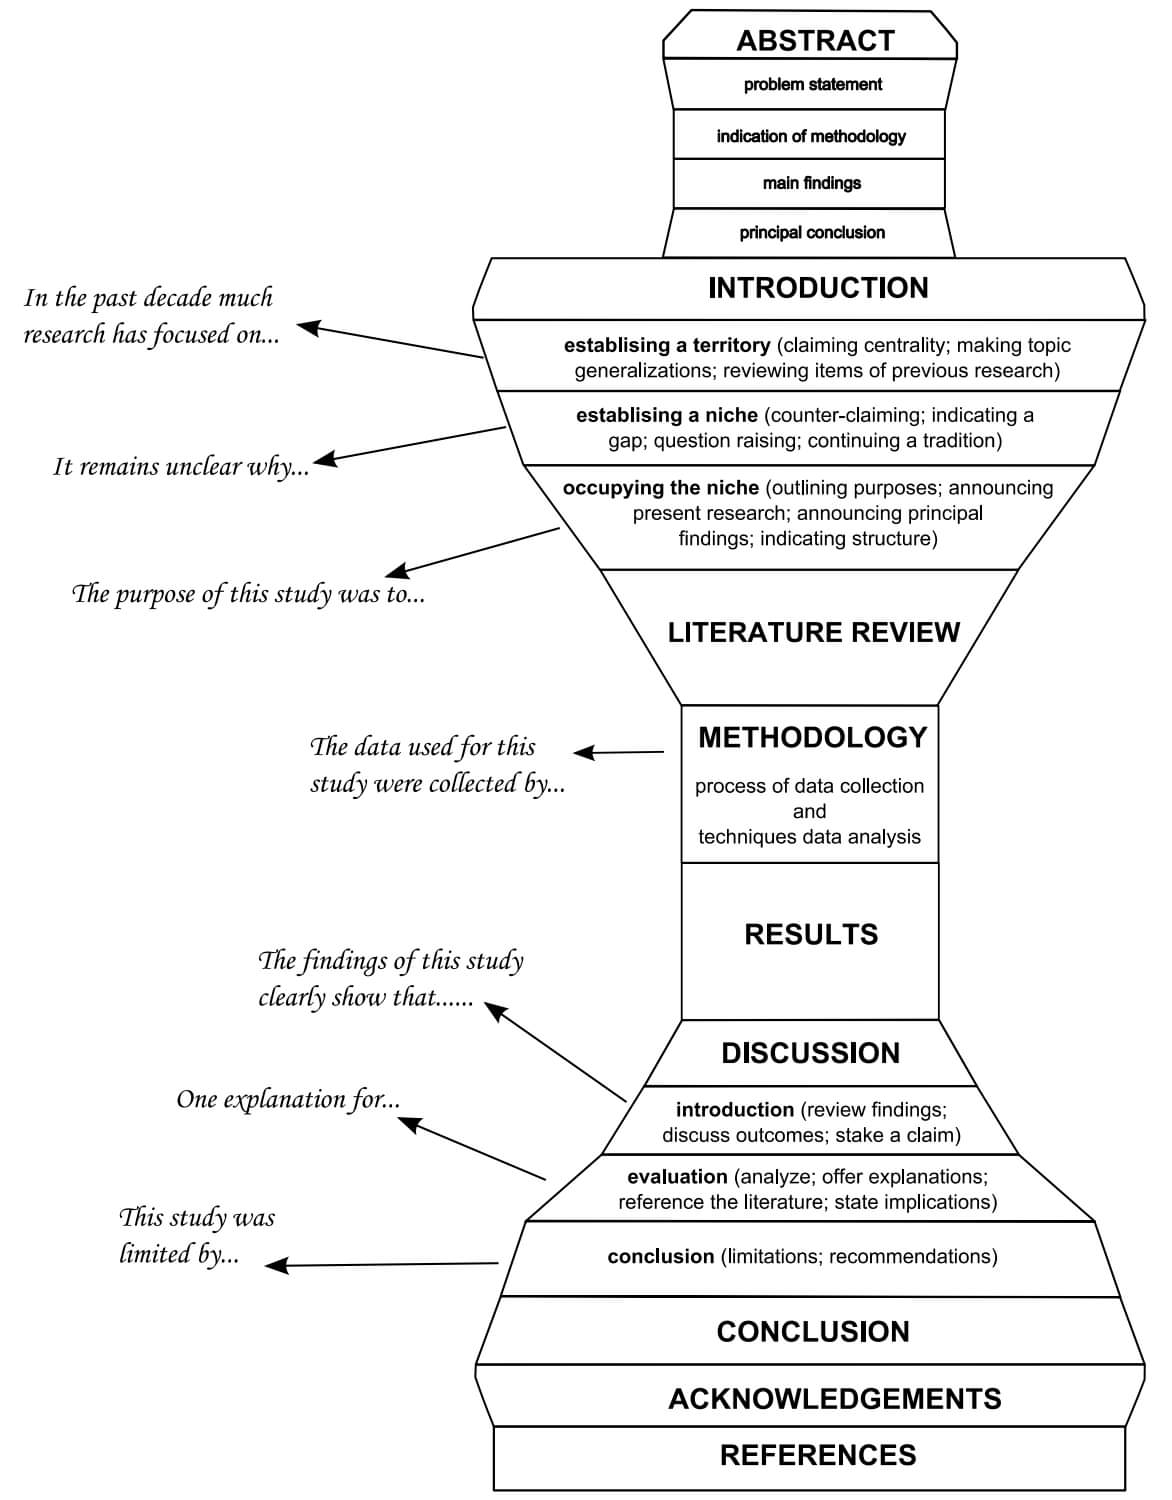 ABSTRACT
problem statement
indication of methodology
main findings
principal conclusion
INTRODUCTION
In the past decade much
research has focused on...
establising a territory (claiming centrality; making topic
generalizations; reviewing items of previous research)
establising a niche (counter-claiming; indicating a
gap; question raising; continuing a tradition)
It remains unclear why...
occupying the niche (outlining purposes; announcing
present research; announcing principal
findings; indicating structure)
The purpose of this study was to...
LITERATURE REVIEW
METHODOLOGY
The data used for this
study were collected by...
process of data collection
and
techniques data analysis
RESULTS
The findings of this study
clearly show that......
DISCUSSION
introduction (review findings;
discuss outcomes; stake a claim)
One explanation for...
evaluation (analyze; offer explanations;
reference the literature; state implications)
This study was
limited by...
conclusion (limitations; recommendations)
CONCLUSION
ACKNOWLEDGEMENTS
REFERENCES